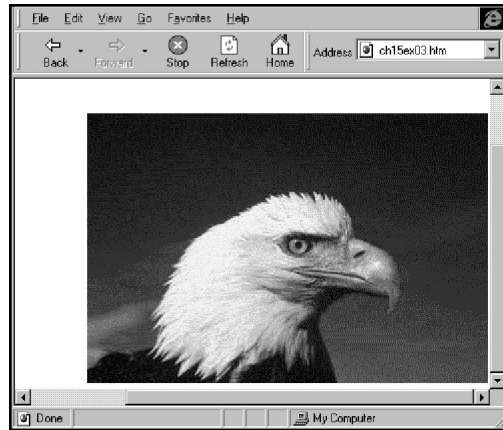 File Edit View Go Favorites Help
Back Forward Stop Refresh Home Address ch15ex03.htm
Done My Computer